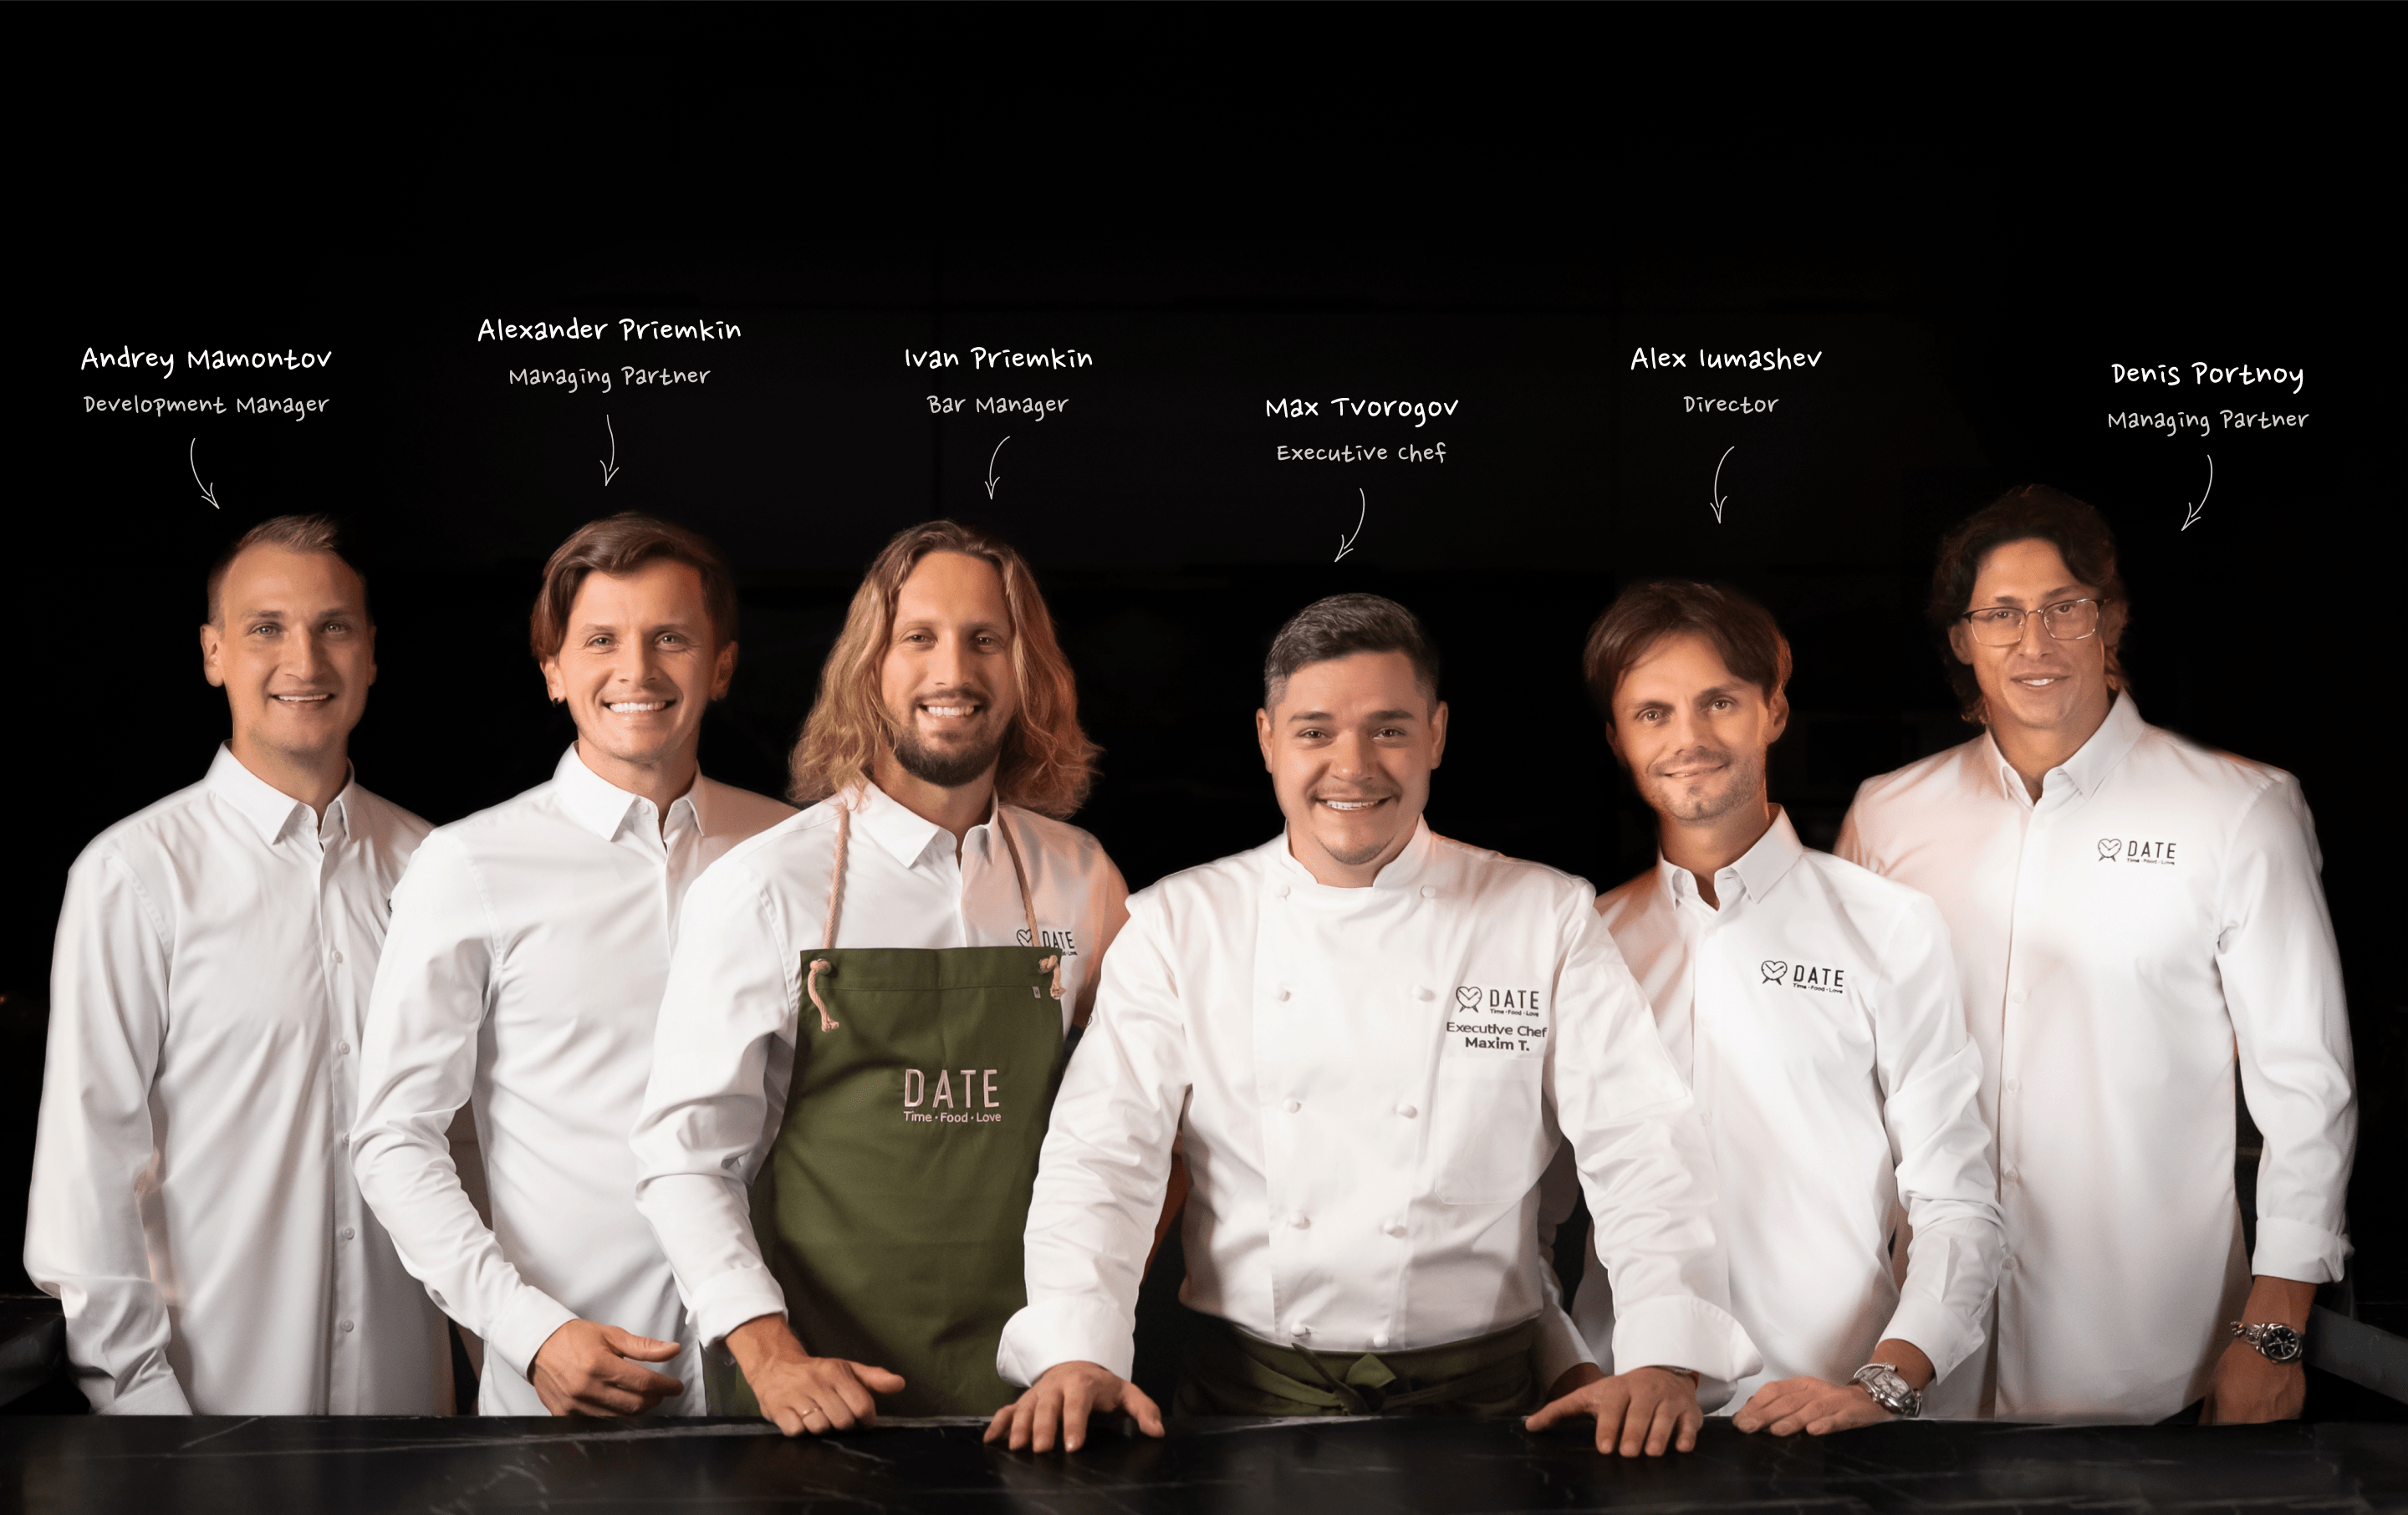 Andrey Mamontov
Development Manager
Alexander Priemkin
Managing Partner
Ivan Priemkin
Bar Manager
Max Tvorogov
Executive Chef
Alex Iumashev
Director
Denis Portnoy
Managing Partner
DATE
DATE
Time · Food · Love
DATE
Time · Food · Love
Executive Chef
Maxim T.
DATE
Time · Food · Love
DATE
Time · Food · Love